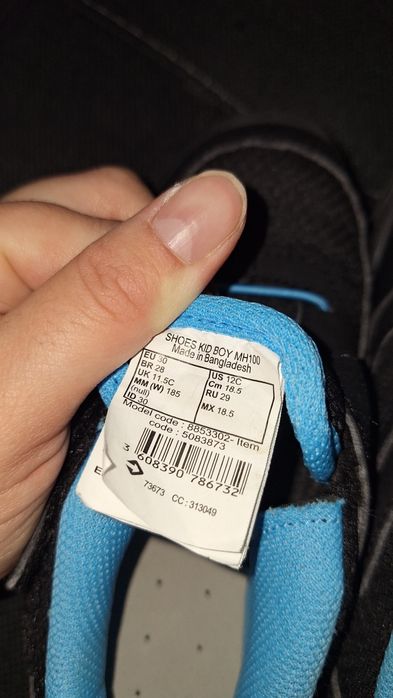 SHOES KID BOY MH100
Made in Bangladesh
EU 30 US 12C
BR 28 Cm 18.5
UK 11.5C RU 29
MM (W) 185
(null) MX 18.5
ID 30
Model code : 8853302- Item
code : 5083873
3 608390 786732
73673 CC : 313049
E